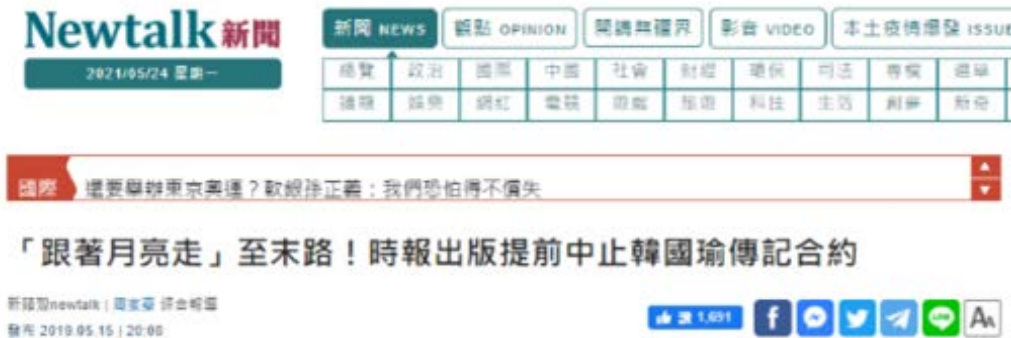 Newtalk新聞
2021/05/24 星期一
新聞 NEWS 觀點 OPINION 開講無疆界 影音 VIDEO 本土疫情爆發 ISSUE
總覽 政治 國際 中國 社會 財經 環保 司法 專欄 選舉
議題 娛樂 網紅 電競 遊戲 旅遊 科技 生活 創夢 新奇
國際 還要舉辦東京奧運？軟銀孫正義：我們恐怕得不償失
「跟著月亮走」至末路！時報出版提前中止韓國瑜傳記合約
新頭殼newtalk | 綜合報導
發布 2019.05.15 | 20:08
讚 1,691
LINE
AA